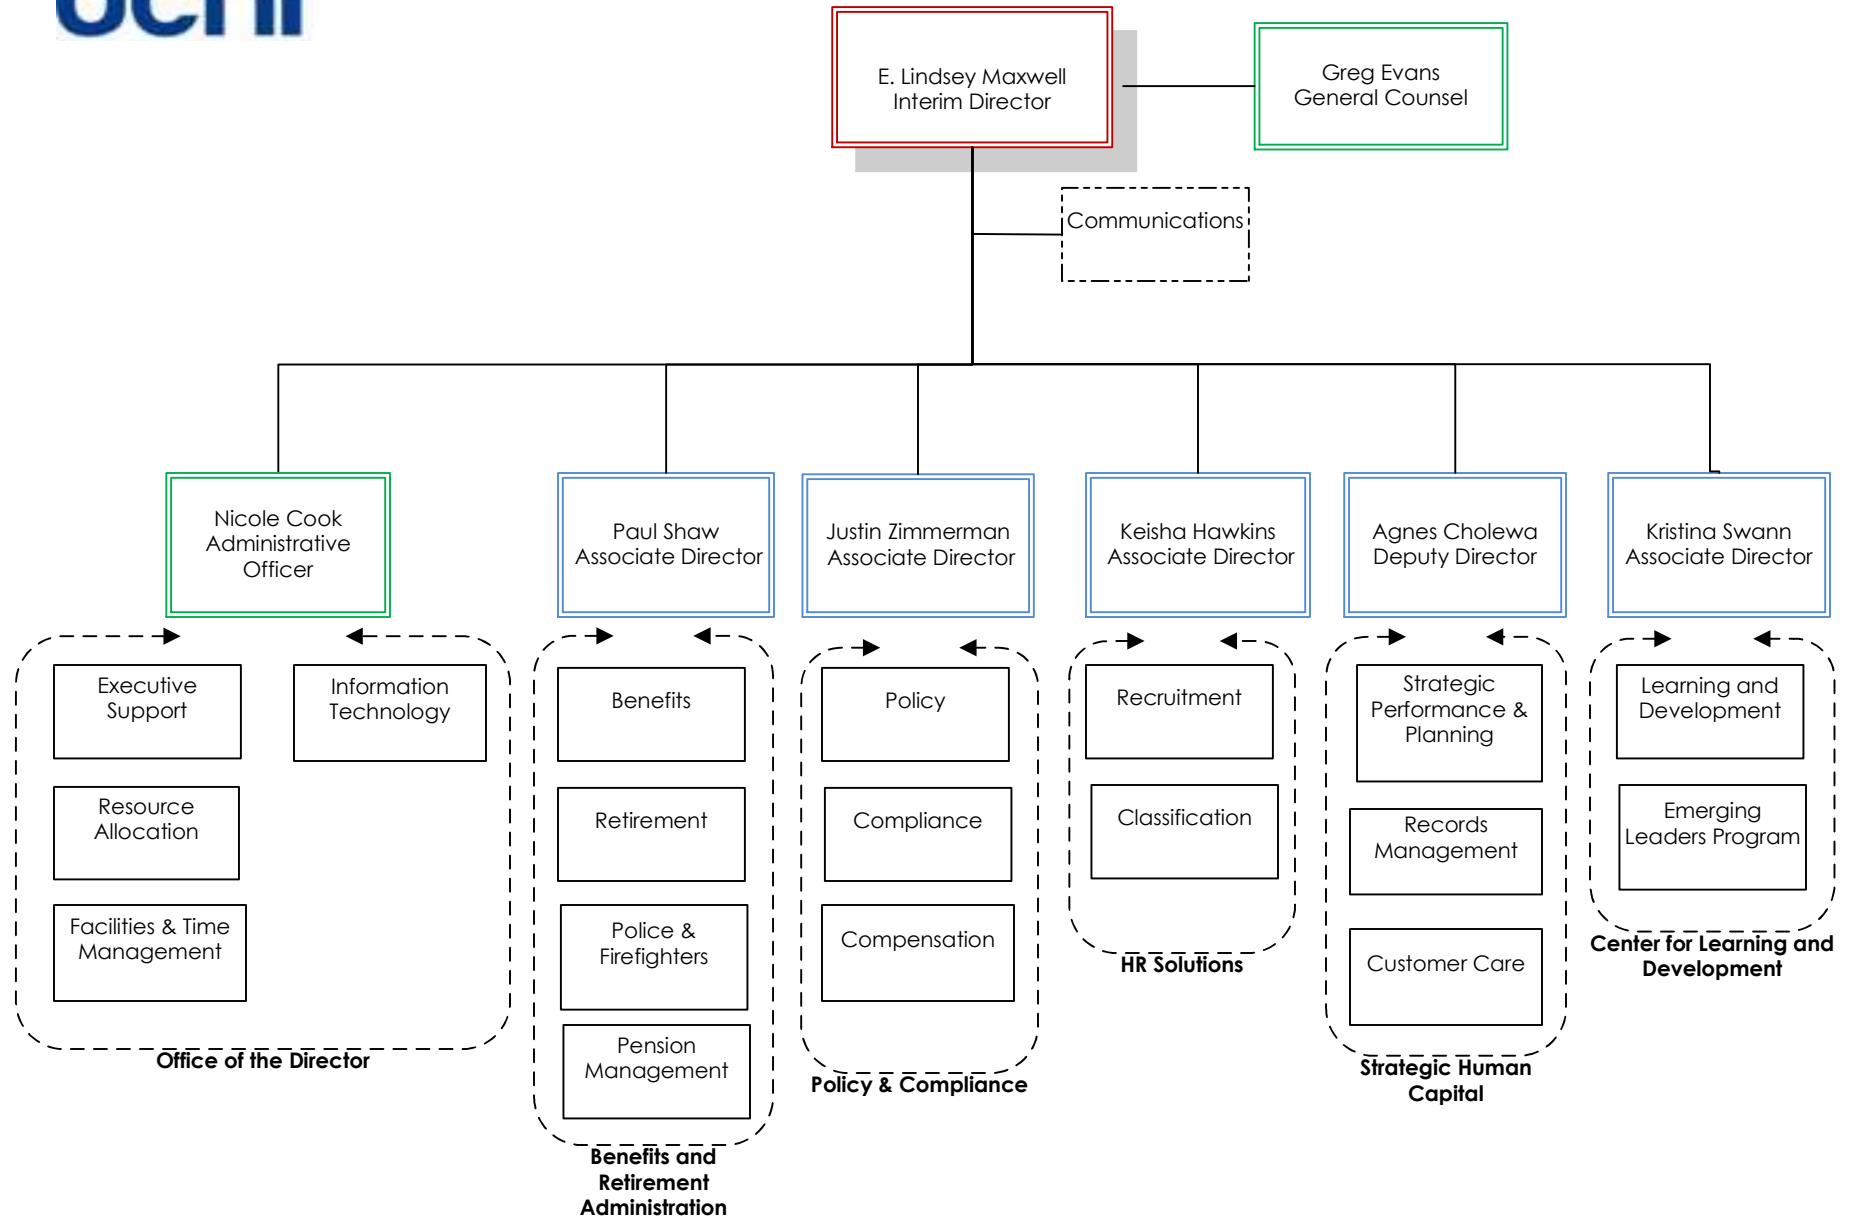 E. Lindsey Maxwell
Interim Director
Greg Evans
General Counsel
Communications
Nicole Cook
Administrative
Officer
Paul Shaw
Associate Director
Justin Zimmerman
Associate Director
Keisha Hawkins
Associate Director
Agnes Cholewa
Deputy Director
Kristina Swann
Associate Director
Executive
Support
Information
Technology
Resource
Allocation
Facilities & Time
Management
Office of the Director
Benefits
Retirement
Police &
Firefighters
Pension
Management
Benefits and
Retirement
Administration
Policy
Compliance
Compensation
Policy & Compliance
Recruitment
Classification
HR Solutions
Strategic
Performance &
Planning
Records
Management
Customer Care
Strategic Human
Capital
Learning and
Development
Emerging
Leaders Program
Center for Learning and
Development